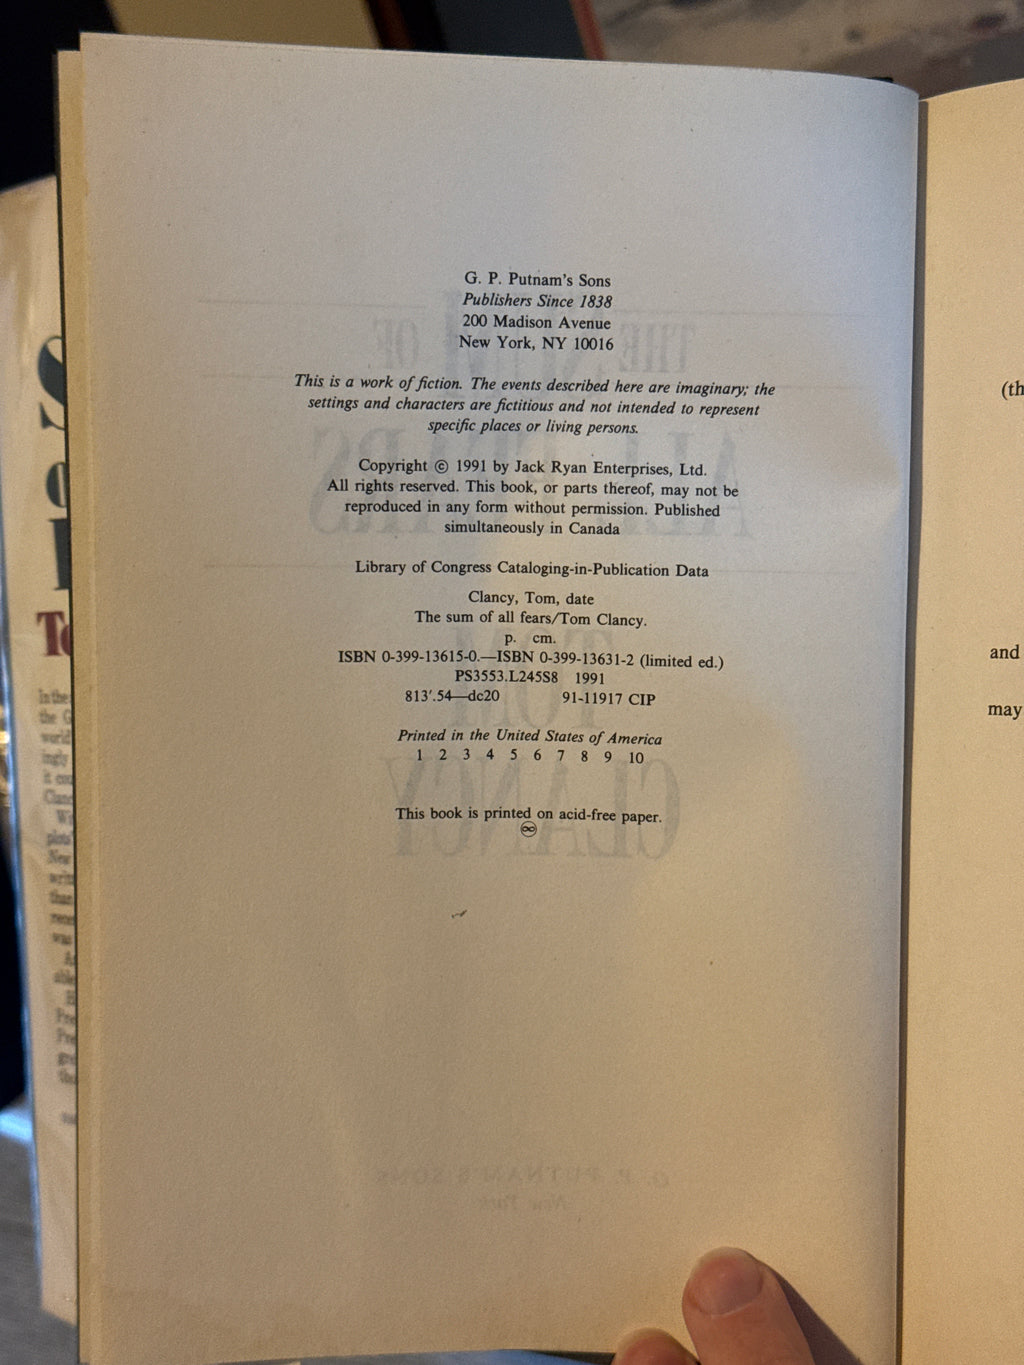 G. P. Putnam's Sons
Publishers Since 1838
200 Madison Avenue
New York, NY 10016
This is a work of fiction. The events described here are imaginary; the
settings and characters are fictitious and not intended to represent
specific places or living persons.
Copyright © 1991 by Jack Ryan Enterprises, Ltd.
All rights reserved. This book, or parts thereof, may not be
reproduced in any form without permission. Published
simultaneously in Canada
Library of Congress Cataloging-in-Publication Data
Clancy, Tom, date
The sum of all fears/Tom Clancy.
p. cm.
ISBN 0-399-13615-0.—ISBN 0-399-13631-2 (limited ed.)
PS3553.L245S8 1991
813'.54—dc20 91-11917 CIP
Printed in the United States of America
1 2 3 4 5 6 7 8 9 10
This book is printed on acid-free paper.
♾
(th
and
may